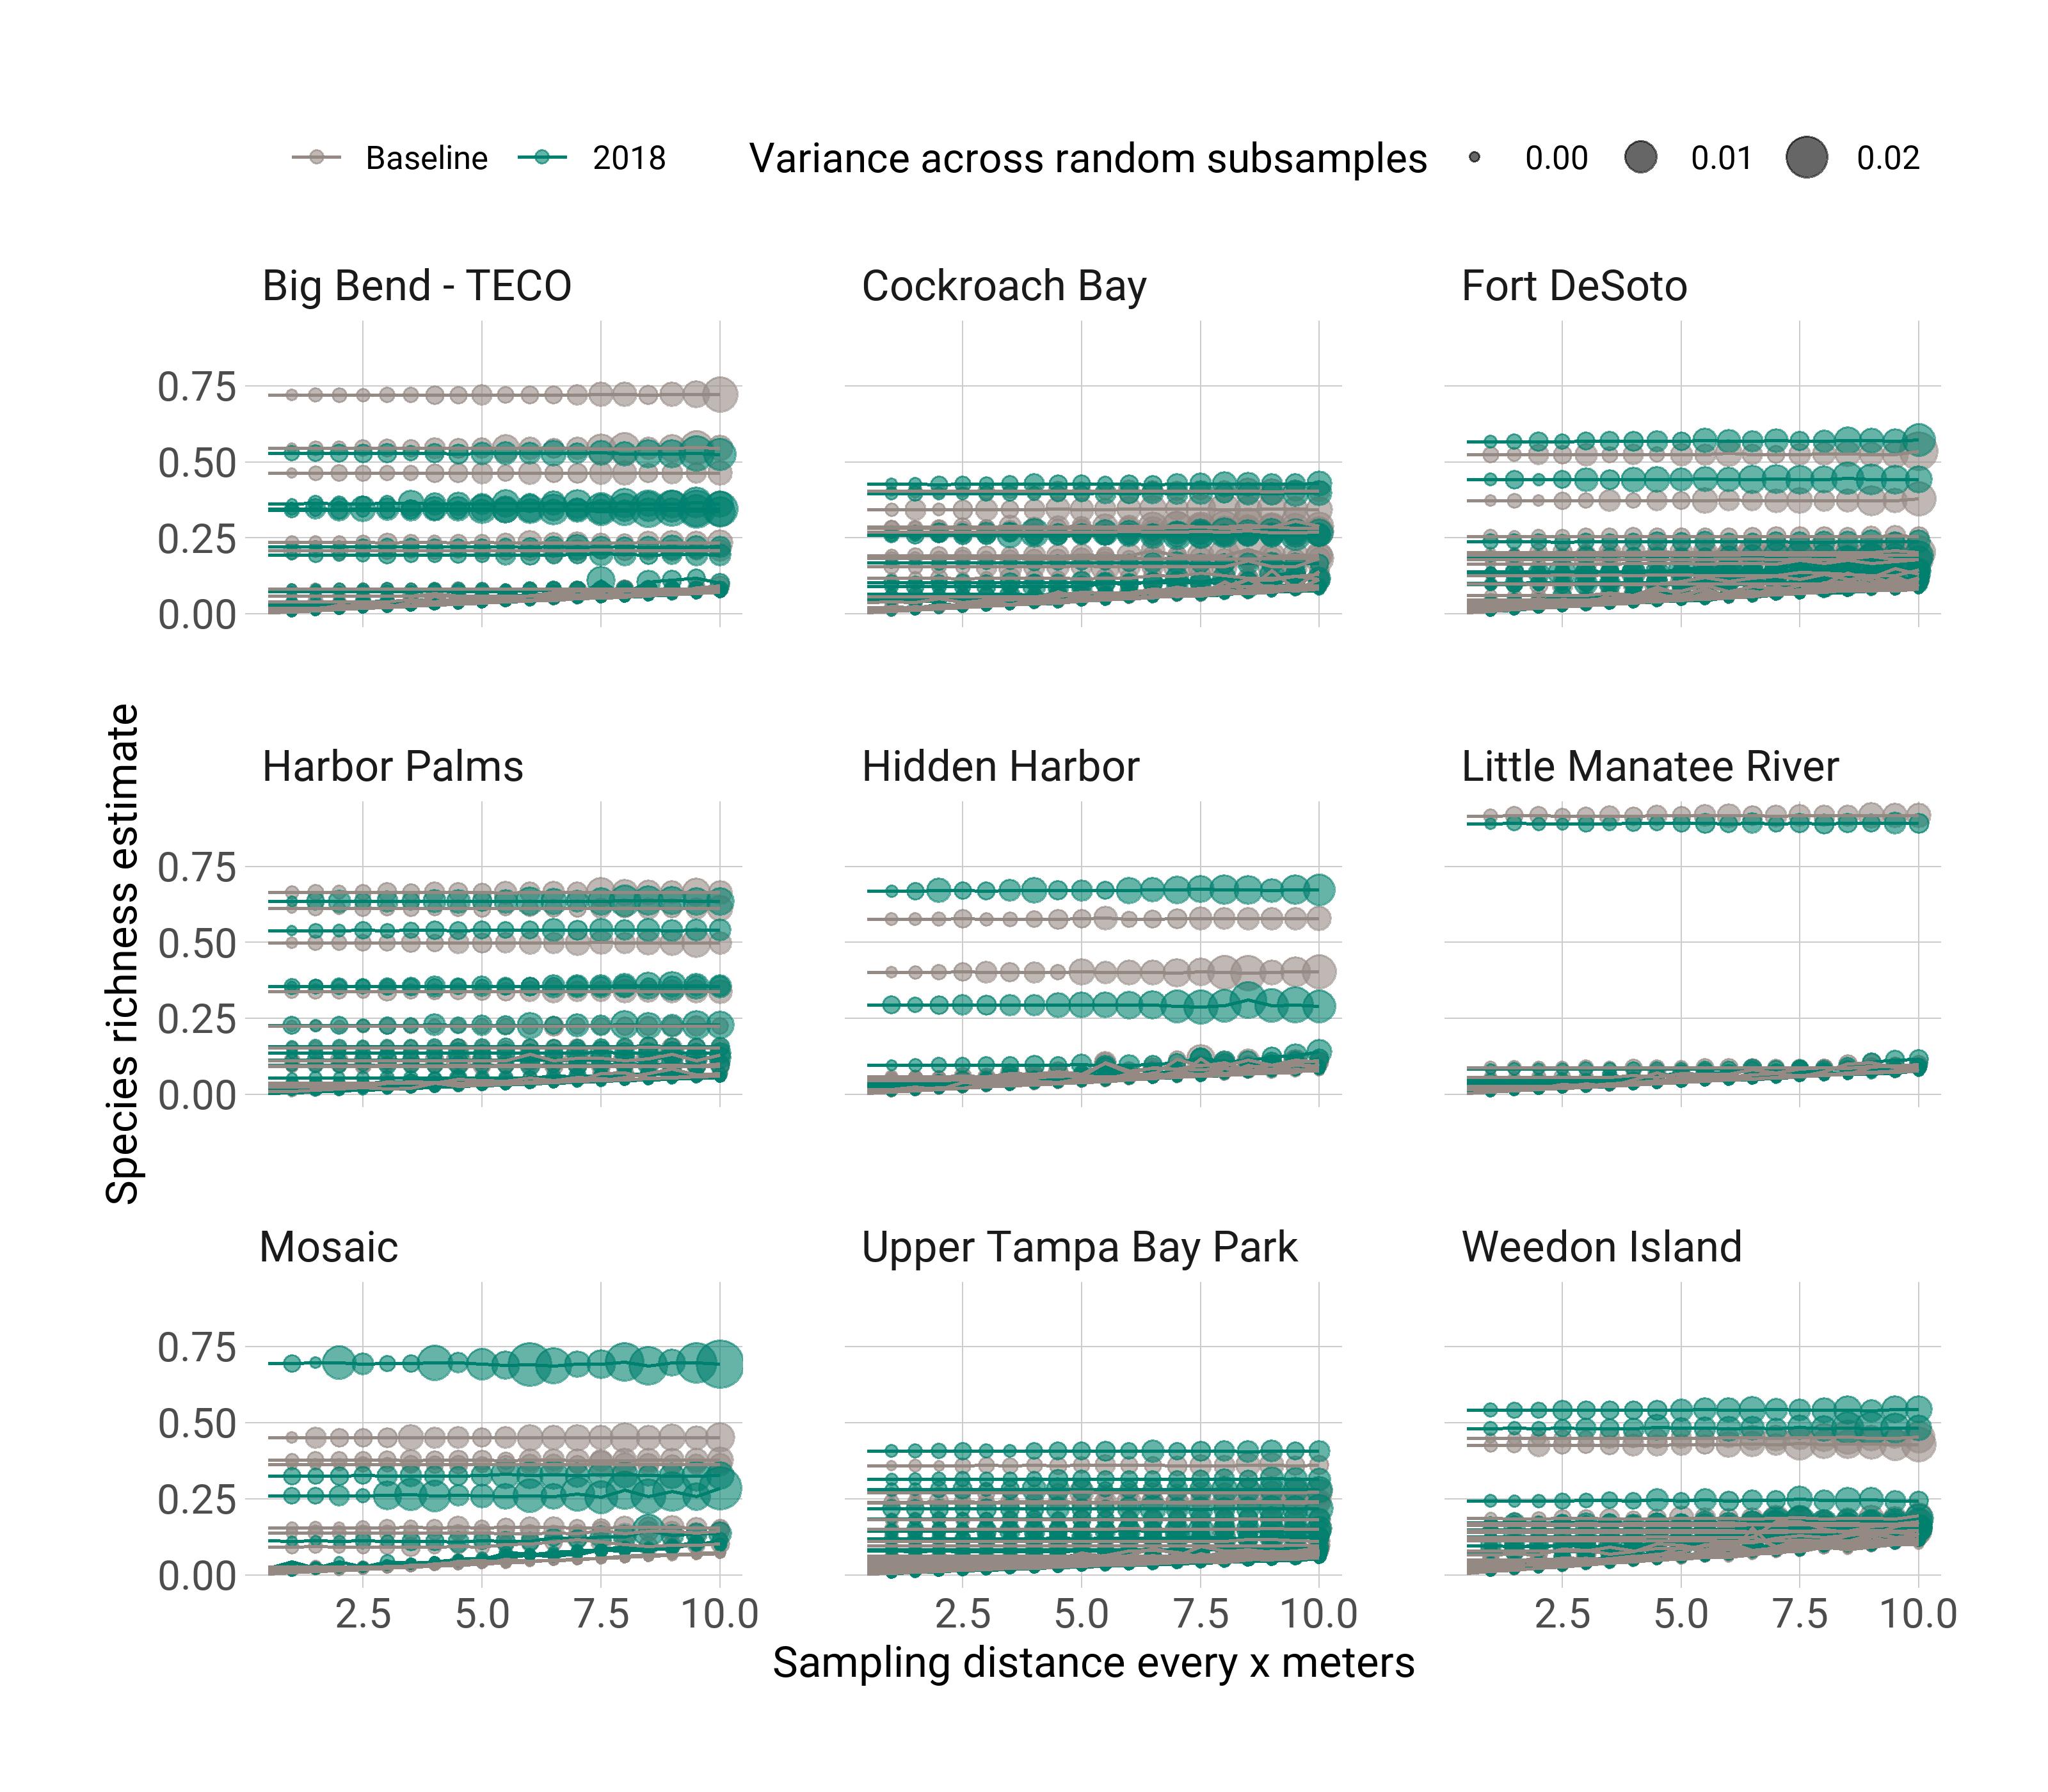 Baseline 2018 Variance across random subsamples 0.00 0.01 0.02
Big Bend - TECO Cockroach Bay Fort DeSoto
0.75
0.50
0.25
0.00
Species richness estimate
Harbor Palms Hidden Harbor Little Manatee River
0.75
0.50
0.25
0.00
Mosaic Upper Tampa Bay Park Weedon Island
0.75
0.50
0.25
0.00
2.5 5.0 7.5 10.0 2.5 5.0 7.5 10.0 2.5 5.0 7.5 10.0
Sampling distance every x meters